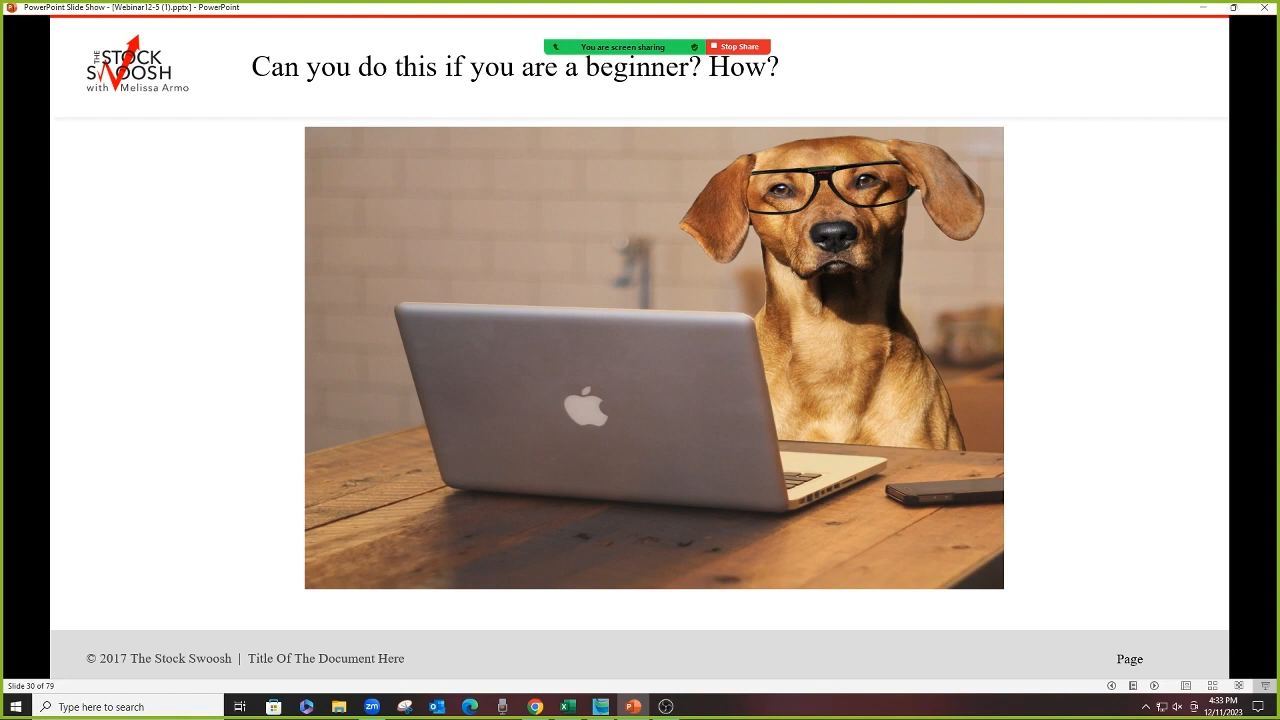 PowerPoint Slide Show - [Webinar12-5 (1).pptx] - PowerPoint
You are screen sharing
Stop Share
THE
STOCK
SWOOSH
with Melissa Armo
Can you do this if you are a beginner? How?
© 2017 The Stock Swoosh | Title Of The Document Here
Page
Slide 30 of 79
Type here to search
zm
4:33 PM
12/11/2023